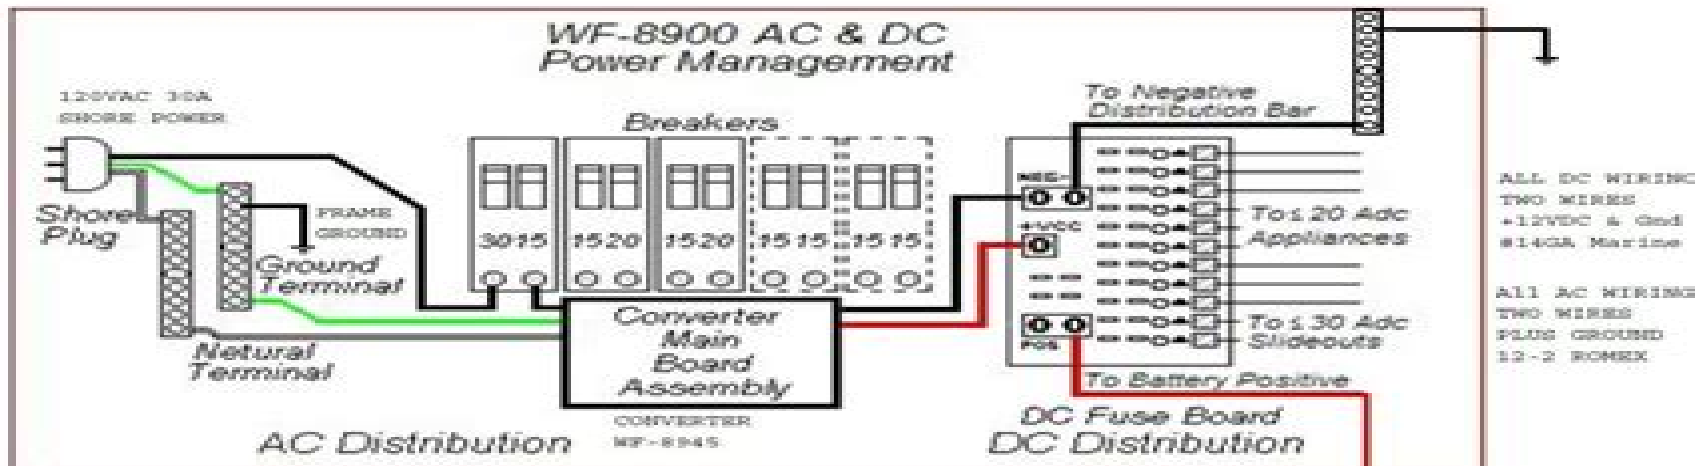 WF-8900 AC & DC
Power Management
120VAC 30A
SHORE POWER
To Negative
Distribution Bar
Breakers
Shore
Plug
FRAME
GROUND
Ground
Terminal
30 15
15 20
15 20
15 15
15 15
NEG-
+VCC
To ≤ 20 Adc
Appliances
ALL DC WIRING
TWO WIRES
+12VDC & Gnd
#14GA Marine
Netural
Terminal
Converter
Main
Board
Assembly
POS
To ≤ 30 Adc
Slideouts
All AC WIRING
TWO WIRES
PLUS GROUND
12-2 ROMEX
To Battery Positive
CONVERTER
WF-8945
DC Fuse Board
AC Distribution
DC Distribution